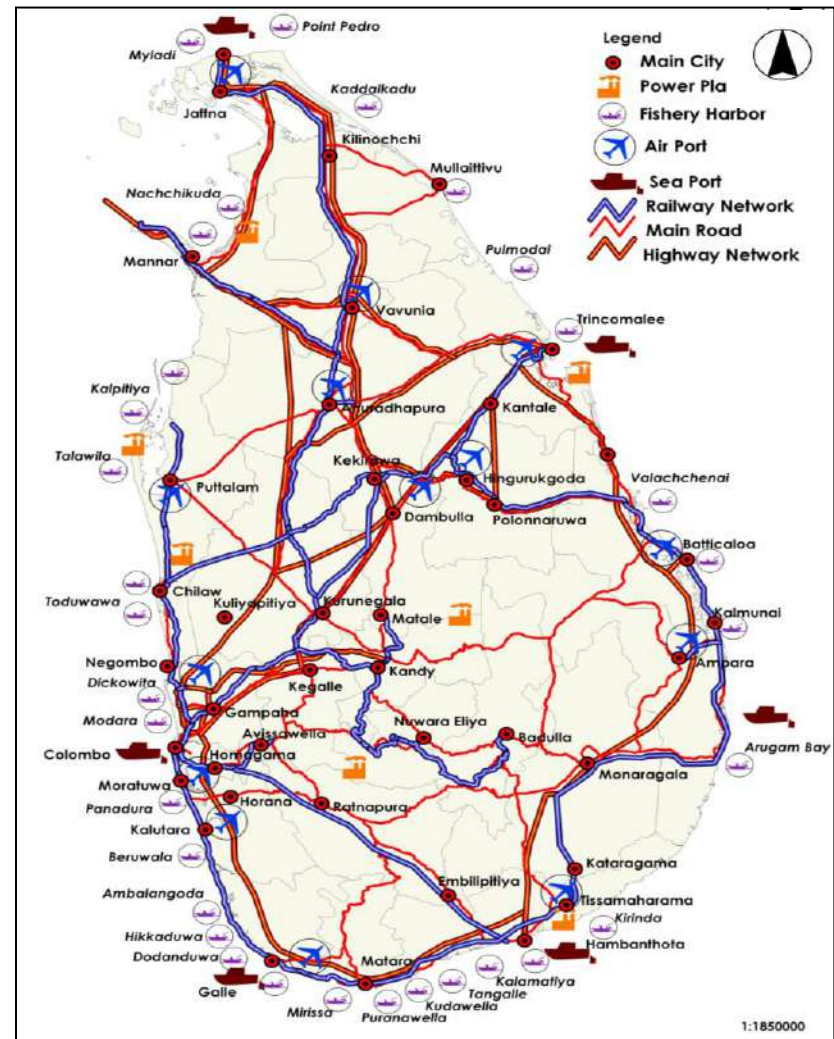 Point Pedro
Myladi
Legend
Main City
Power Pla
Fishery Harbor
Air Port
Sea Port
Railway Network
Main Road
Highway Network
Kaddaikadu
Jaffna
Kilinochchi
Mullaittivu
Nachchikuda
Mannar
Pulmodai
Vavunia
Trincomalee
Kalpitiya
Anuradhapura
Kantale
Talawila
Puttalam
Kekirawa
Hingurukgoda
Valachchenai
Dambulla
Polonnaruwa
Batticaloa
Chilaw
Toduwawa
Kuliyapitiya
Kurunegala
Matale
Kalmunai
Negombo
Ampara
Dickowita
Kegalle
Kandy
Modara
Gampaha
Nuwara Eliya
Badulla
Avissawella
Colombo
Homagama
Arugam Bay
Monaragala
Moratuwa
Panadura
Horana
Ratnapura
Kalutara
Beruwala
Kataragama
Embilipitiya
Ambalangoda
Tissamaharama
Kirinda
Hikkaduwa
Hambanthota
Dodanduwa
Matara
Kalamatiya
Galle
Tangalle
Kudawella
Mirissa
Puranawella
1:1850000